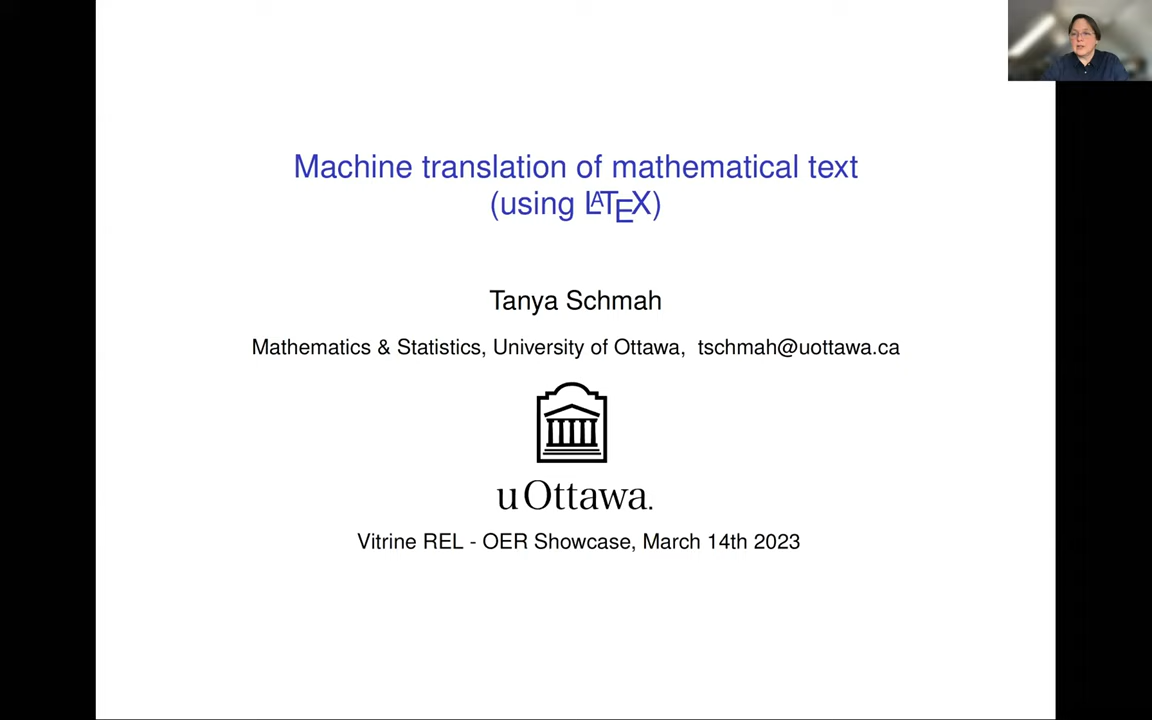 Machine translation of mathematical text
(using LATEX)
Tanya Schmah
Mathematics & Statistics, University of Ottawa, tschmah@uottawa.ca
uOttawa.
Vitrine REL - OER Showcase, March 14th 2023